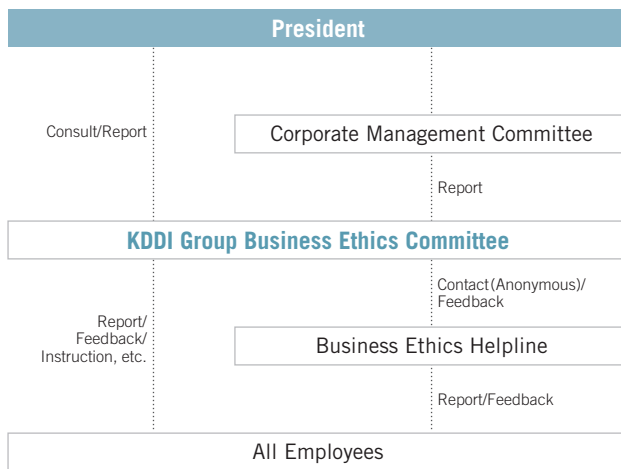 President
Consult/Report
Corporate Management Committee
Report
KDDI Group Business Ethics Committee
Contact(Anonymous)/
Feedback
Report/
Feedback/
Instruction, etc.
Business Ethics Helpline
Report/Feedback
All Employees